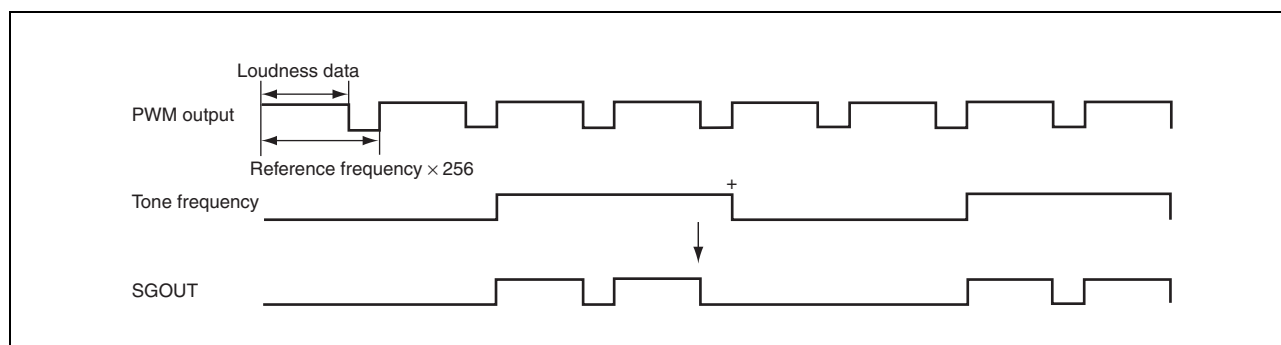 Loudness data
PWM output
Reference frequency × 256
+
Tone frequency
SGOUT